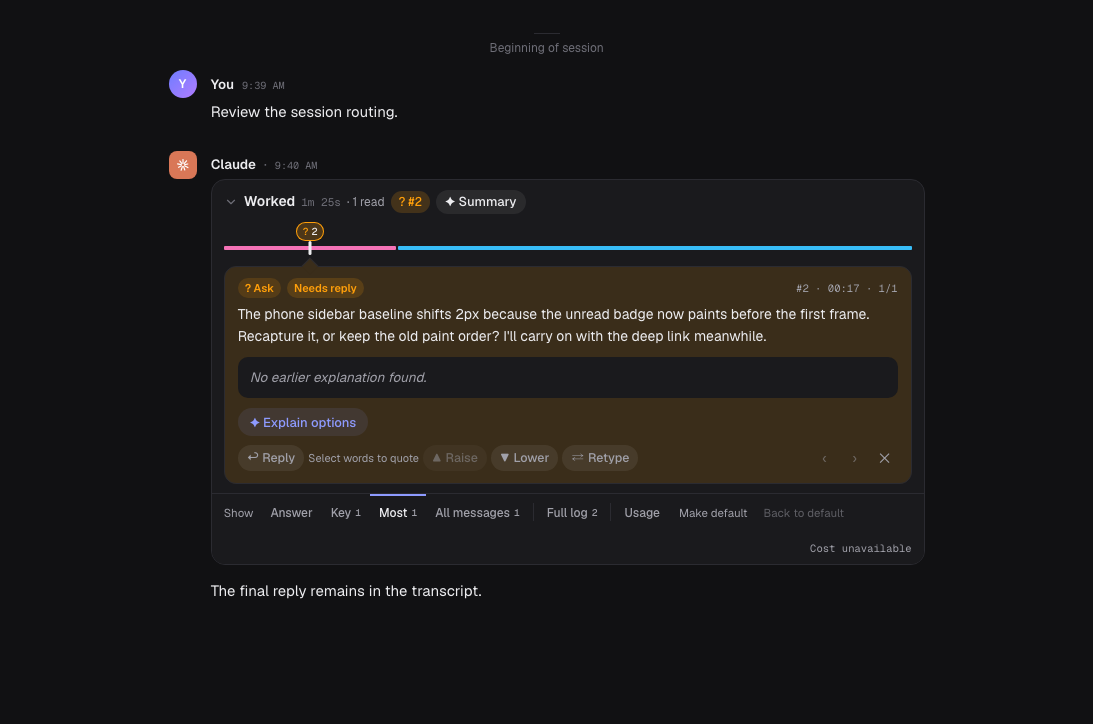 Beginning of session
Y You 9:39 AM
Review the session routing.
Claude · 9:40 AM
Worked 1m 25s · 1 read ? #2 ✦ Summary
? 2
? Ask Needs reply #2 · 00:17 · 1/1
The phone sidebar baseline shifts 2px because the unread badge now paints before the first frame.
Recapture it, or keep the old paint order? I'll carry on with the deep link meanwhile.
No earlier explanation found.
✦ Explain options
↩ Reply Select words to quote ▲ Raise ▼ Lower ⇄ Retype ‹ › ×
Show Answer Key 1 Most 1 All messages 1 Full log 2 Usage Make default Back to default
Cost unavailable
The final reply remains in the transcript.